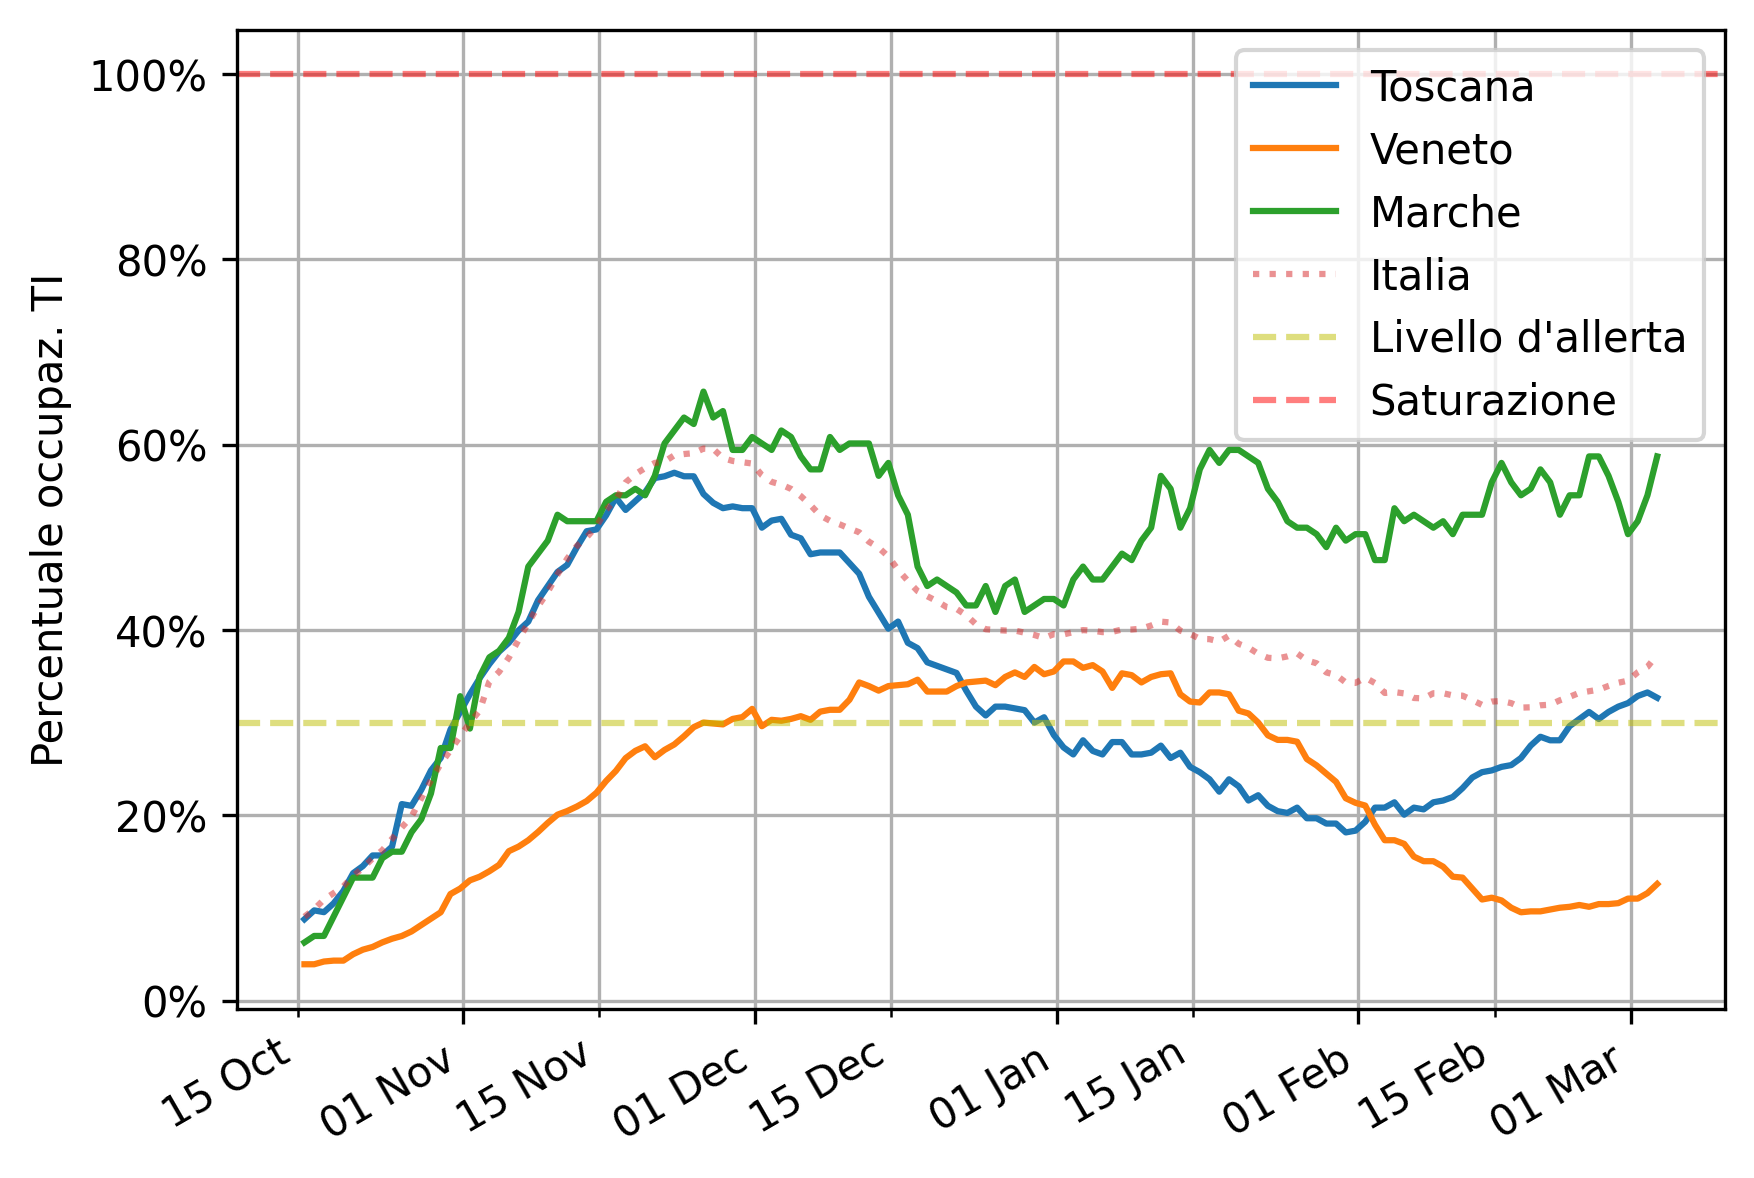 Percentuale occupaz. TI
100%
80%
60%
40%
20%
0%
15 Oct
01 Nov
15 Nov
01 Dec
15 Dec
01 Jan
15 Jan
01 Feb
15 Feb
01 Mar
Toscana
Veneto
Marche
Italia
Livello d'allerta
Saturazione